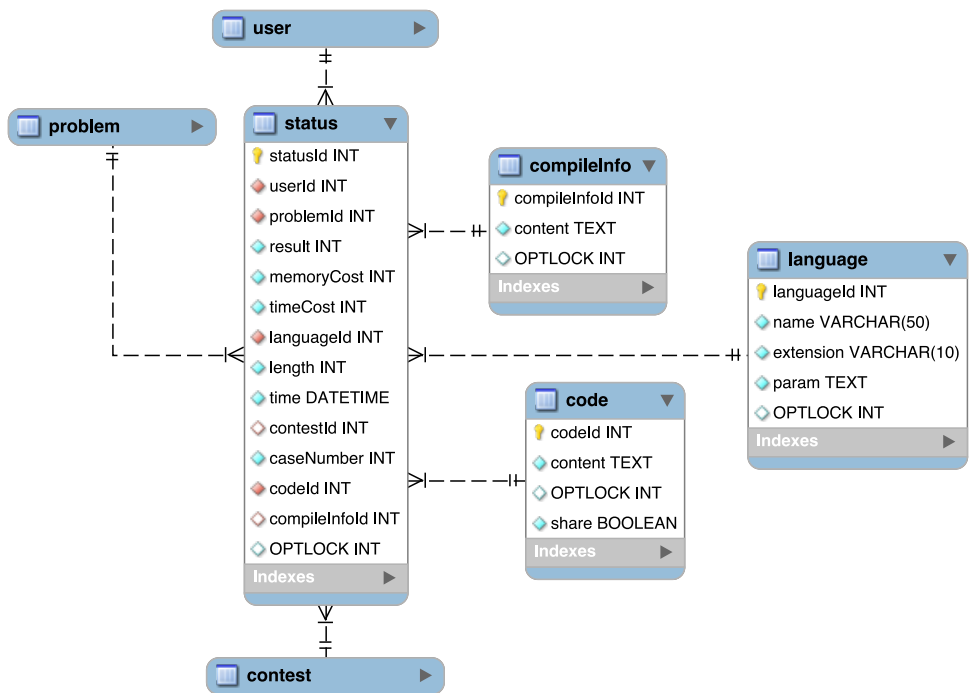 user
problem
status
statusId INT
userId INT
problemId INT
result INT
memoryCost INT
timeCost INT
languageId INT
length INT
time DATETIME
contestId INT
caseNumber INT
codeId INT
compileInfoId INT
OPTLOCK INT
Indexes
compileInfo
compileInfoId INT
content TEXT
OPTLOCK INT
Indexes
language
languageId INT
name VARCHAR(50)
extension VARCHAR(10)
param TEXT
OPTLOCK INT
Indexes
code
codeId INT
content TEXT
OPTLOCK INT
share BOOLEAN
Indexes
contest